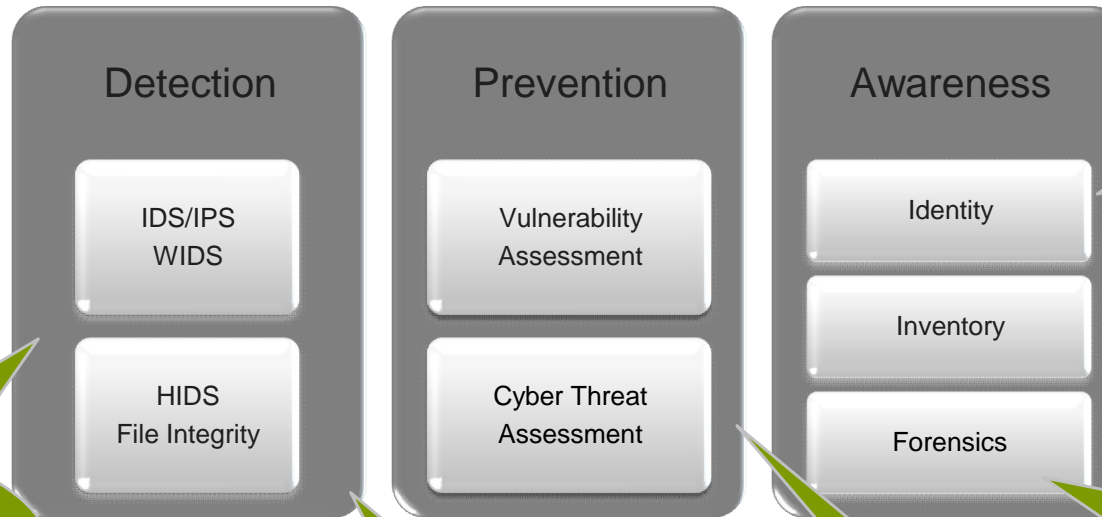 Detection
IDS/IPS
WIDS
HIDS
File Integrity
Prevention
Vulnerability
Assessment
Cyber Threat
Assessment
Awareness
Identity
Inventory
Forensics